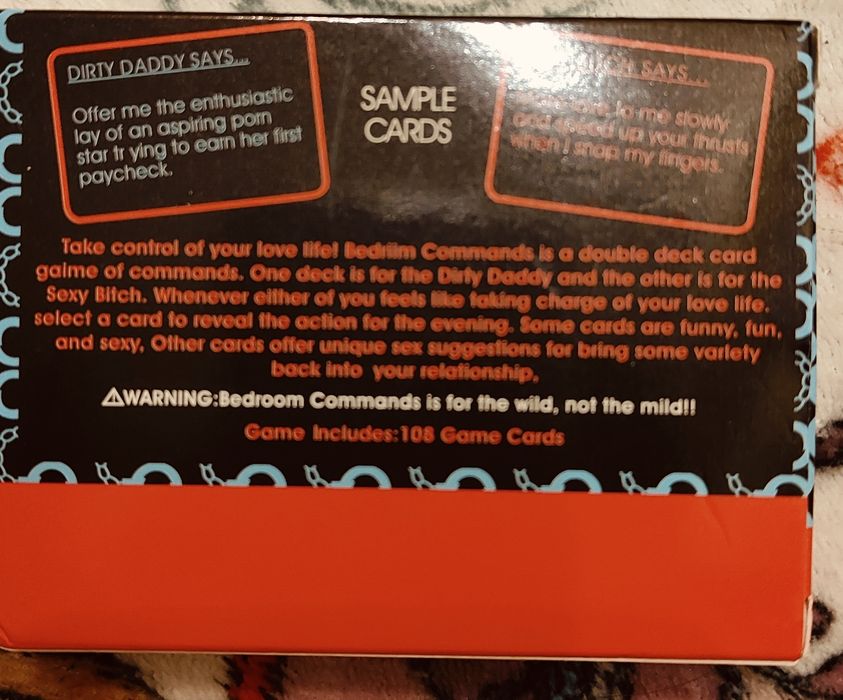 DIRTY DADDY SAYS...
Offer me the enthusiastic
lay of an aspiring porn
star tr ying to earn her first
paycheck.
SAMPLE
CARDS
SAYS...
to me slowly
and speed up your thrusts
when I snap my fingers.
Take control of your love life! Bedriim Commands is a double deck card
gaime of commands. One deck is for the Dirty Daddy and the other is for the
Sexy Bitch. Whenever either of you feels like taking charge of your love life.
select a card to reveal the action for the evening. Some cards are funny, fun,
and sexy, Other cards offer unique sex suggestions for bring some variety
back into your relationship,
⚠WARNING:Bedroom Commands is for the wild, not the mild!!
Game Includes:108 Game Cards